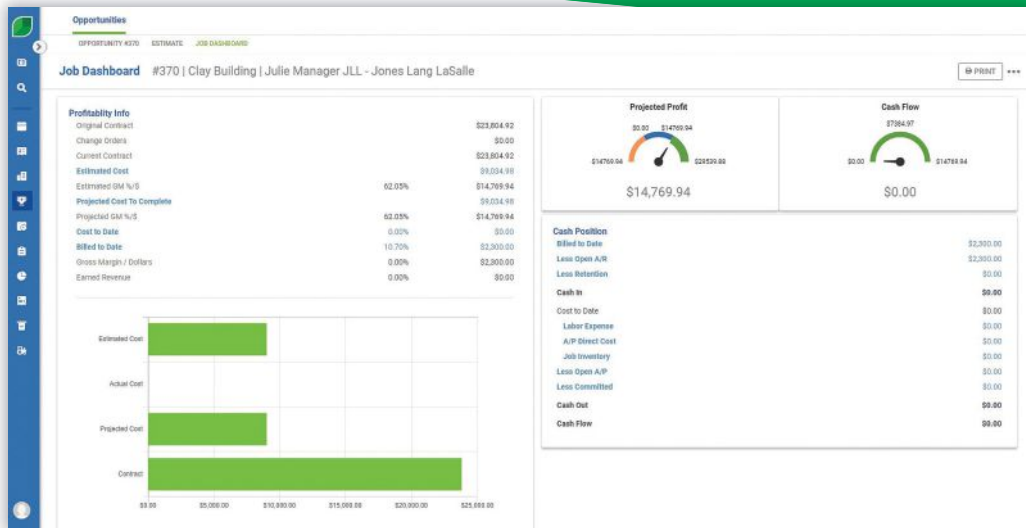 Opportunities
OPPORTUNITY #370 ESTIMATE JOB DASHBOARD
Job Dashboard #370 | Clay Building | Julie Manager JLL - Jones Lang LaSalle
PRINT
Profitablity Info
Original Contract $23,804.92
Change Orders $0.00
Current Contract $23,804.92
Estimated Cost $9,034.98
Estimated GM %/$ 62.05% $14,769.94
Projected Cost To Complete $9,034.98
Projected GM %/$ 62.05% $14,769.94
Cost to Date 0.00% $0.00
Billed to Date 10.70% $2,300.00
Gross Margin / Dollars 0.00% $2,300.00
Earned Revenue 0.00% $0.00
Estimated Cost
Actual Cost
Projected Cost
Contract
$0.00 $5,000.00 $10,000.00 $15,000.00 $20,000.00 $25,000.00
Projected Profit
$0.00 $14769.94
-$14769.94 $29539.88
$14,769.94
Cash Flow
$7384.97
$0.00 $14769.94
$0.00
Cash Position
Billed to Date $2,300.00
Less Open A/R $2,300.00
Less Retention $0.00
Cash In $0.00
Cost to Date $0.00
Labor Expense $0.00
A/P Direct Cost $0.00
Job Inventory $0.00
Less Open A/P $0.00
Less Committed $0.00
Cash Out $0.00
Cash Flow $0.00